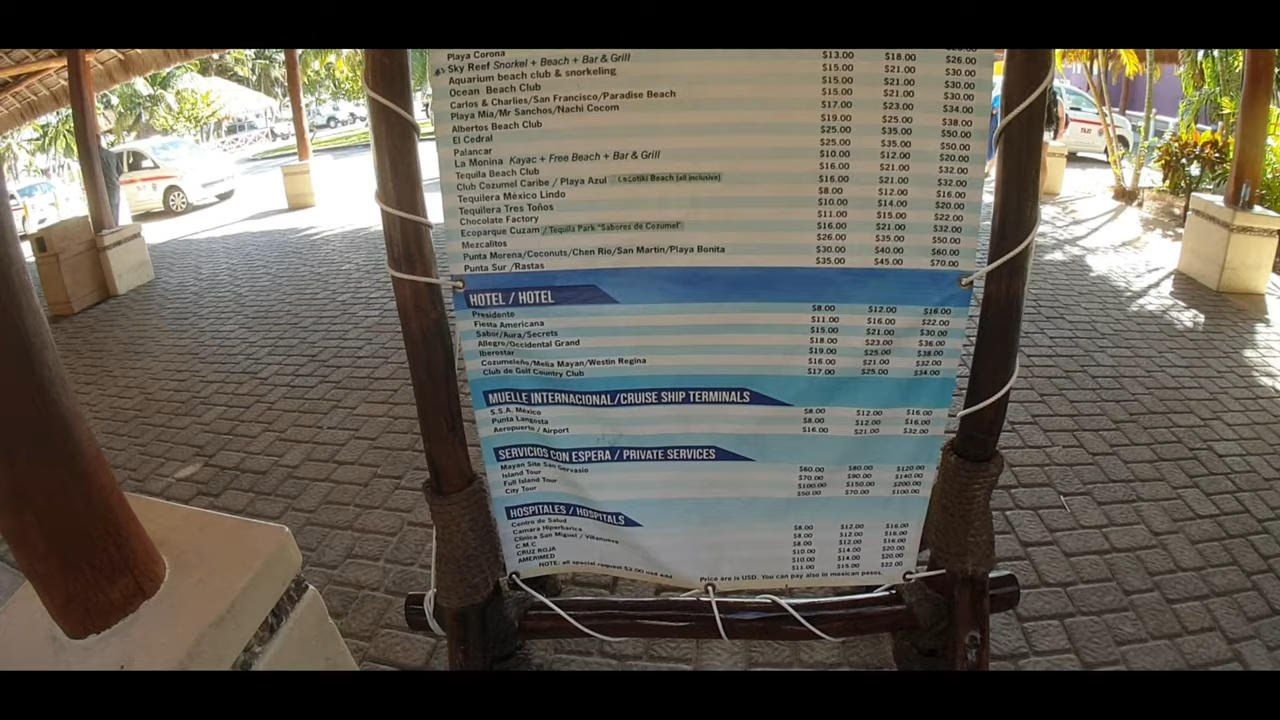 Playa Corona
Sky Reef Snorkel + Beach + Bar & Grill $13.00 $18.00 $26.00
Aquarium beach club & snorkeling $15.00 $21.00 $30.00
Ocean Beach Club $15.00 $21.00 $30.00
Carlos & Charlies/San Francisco/Paradise Beach $15.00 $21.00 $30.00
Playa Mia/Mr Sanchos/Nachi Cocom $17.00 $23.00 $34.00
Albertos Beach Club $19.00 $25.00 $38.00
El Cedral $25.00 $35.00 $50.00
Palancar $25.00 $35.00 $50.00
La Monina Kayac + Free Beach + Bar & Grill $10.00 $12.00 $20.00
Tequila Beach Club $16.00 $21.00 $32.00
Club Cozumel Caribe / Playa Azul LaCotiki Beach (all inclusive) $16.00 $21.00 $32.00
Tequilera México Lindo $8.00 $12.00 $16.00
Tequilera Tres Toños $10.00 $14.00 $20.00
Chocolate Factory $11.00 $15.00 $22.00
Ecoparque Cuzam / Tequila Park "Sabores de Cozumel" $16.00 $21.00 $32.00
Mezcalitos $26.00 $35.00 $50.00
Punta Morena/Coconuts/Chen Rio/San Martin/Playa Bonita $30.00 $40.00 $60.00
Punta Sur /Rastas $35.00 $45.00 $70.00
HOTEL / HOTEL
Presidente $8.00 $12.00 $16.00
Fiesta Americana $11.00 $16.00 $22.00
Sabor/Aura/Secrets $15.00 $21.00 $30.00
Allegro/Occidental Grand $18.00 $23.00 $36.00
Iberostar $19.00 $25.00 $38.00
Cozumeleño/Melia Mayan/Westin Regina $16.00 $21.00 $32.00
Club de Golf Country Club $17.00 $25.00 $34.00
MUELLE INTERNACIONAL/CRUISE SHIP TERMINALS
S.S.A. México $8.00 $12.00 $16.00
Punta Langosta $8.00 $12.00 $16.00
Aeropuerto / Airport $16.00 $21.00 $32.00
SERVICIOS CON ESPERA / PRIVATE SERVICES
Mayan Site San Gervasio $60.00 $80.00 $120.00
Island Tour $70.00 $90.00 $140.00
Full Island Tour $100.00 $150.00 $200.00
City Tour $50.00 $70.00 $100.00
HOSPITALES / HOSPITALS
Centro de Salud $8.00 $12.00 $16.00
Camara Hiperbarica $8.00 $12.00 $16.00
Clinica San Miguel / Villanueva $8.00 $12.00 $16.00
C.M.C $10.00 $14.00 $20.00
CRUZ ROJA $10.00 $14.00 $20.00
AMERIMED $11.00 $15.00 $22.00
NOTE: all special request $2.00 usd add Price are is USD. You can pay also in mexican pesos.
TAXI